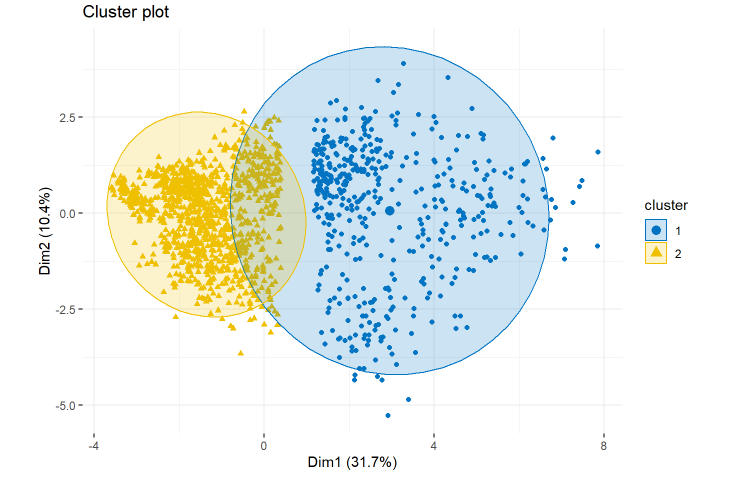 Cluster plot
Dim2 (10.4%)
2.5
0.0
-2.5
-5.0
-4
0
4
8
Dim1 (31.7%)
cluster
1
2